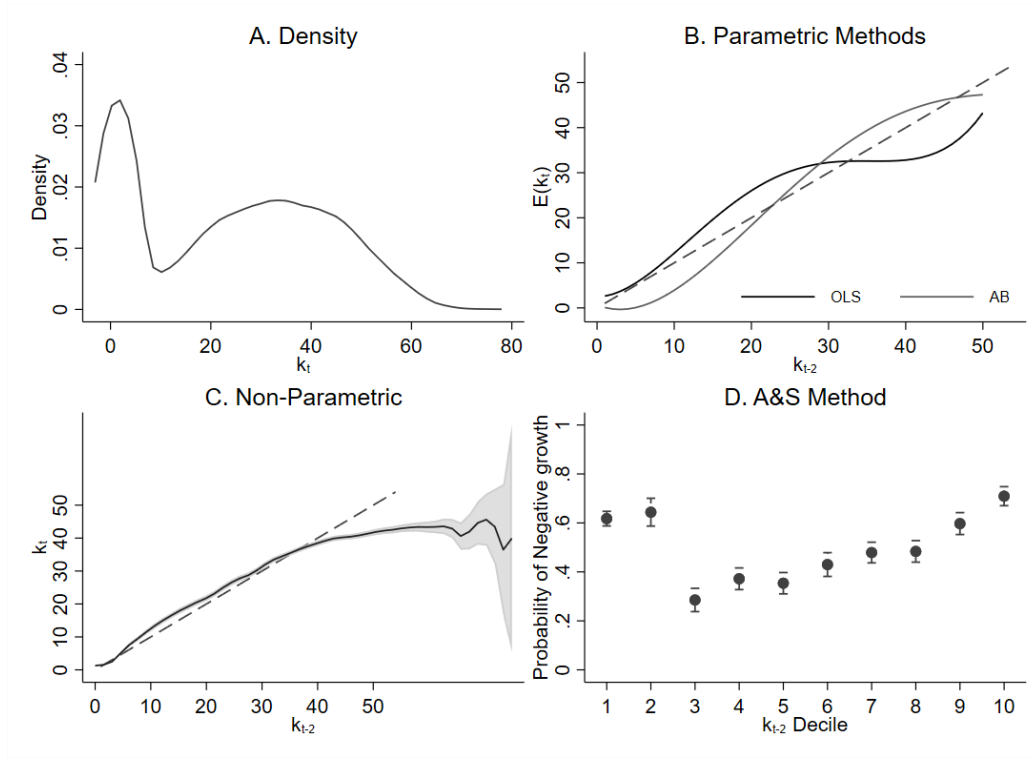 A. Density
.04
.03
.02
.01
0
Density
0 20 40 60 80
kt
B. Parametric Methods
50
40
30
20
10
0
E(kt)
OLS AB
0 10 20 30 40 50
kt-2
C. Non-Parametric
50
40
30
20
10
0
kt
0 10 20 30 40 50
kt-2
D. A&S Method
1
.8
.6
.4
.2
0
Probability of Negative growth
1 2 3 4 5 6 7 8 9 10
kt-2 Decile